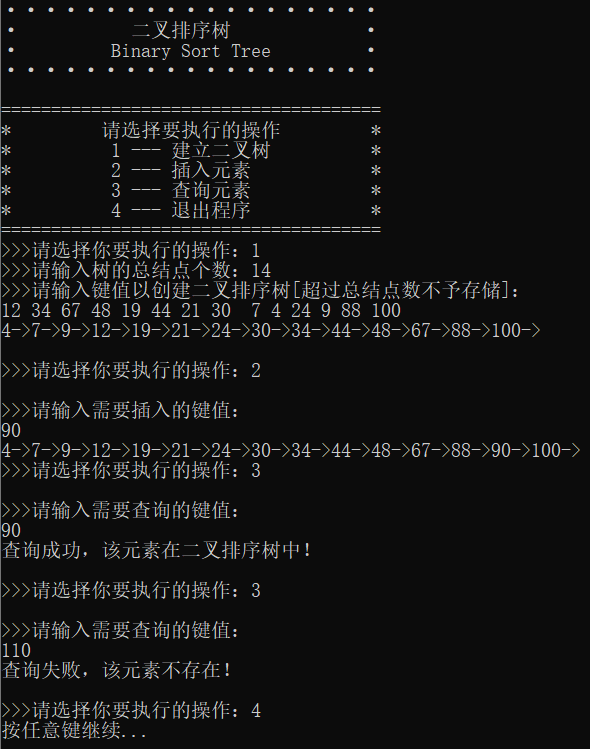 · · · · · · · · · · · · · · · · · · ·
· 二叉排序树 ·
· Binary Sort Tree ·
· · · · · · · · · · · · · · · · · · ·
======================================
* 请选择要执行的操作 *
* 1 --- 建立二叉树 *
* 2 --- 插入元素 *
* 3 --- 查询元素 *
* 4 --- 退出程序 *
======================================
>>>请选择你要执行的操作: 1
>>>请输入树的总结点个数: 14
>>>请输入键值以创建二叉排序树[超过总结点数不予存储]:
12 34 67 48 19 44 21 30  7 4 24 9 88 100
4->7->9->12->19->21->24->30->34->44->48->67->88->100->
>>>请选择你要执行的操作: 2
>>>请输入需要插入的键值:
90
4->7->9->12->19->21->24->30->34->44->48->67->88->90->100->
>>>请选择你要执行的操作: 3
>>>请输入需要查询的键值:
90
查询成功, 该元素在二叉排序树中!
>>>请选择你要执行的操作: 3
>>>请输入需要查询的键值:
110
查询失败, 该元素不存在!
>>>请选择你要执行的操作: 4
按任意键继续...